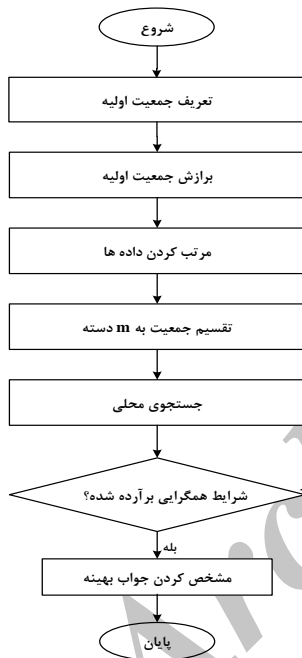 شروع
تعریف جمعیت اولیه
برازش جمعیت اولیه
مرتب کردن داده ها
تقسیم جمعیت به m دسته
جستجوی محلی
شرایط همگرایی برآرده شده؟
بله
مشخص کردن جواب بهینه
پایان
Arc